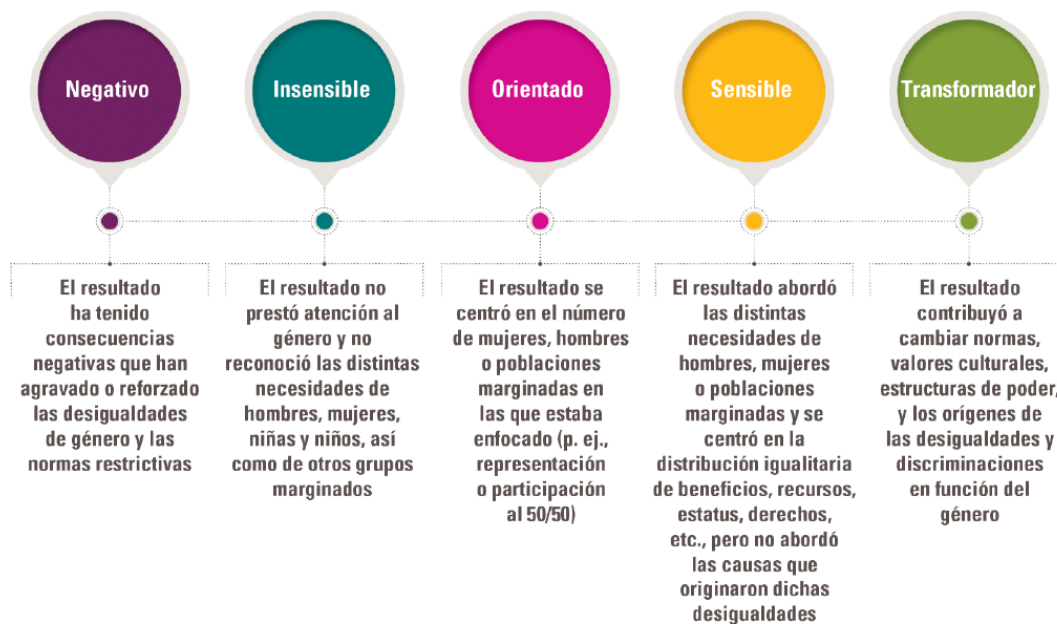 Negativo
Insensible
Orientado
Sensible
Transformador
El resultado
ha tenido
consecuencias
negativas que han
agravado o reforzado
las desigualdades
de género y las
normas restrictivas
El resultado no
prestó atención al
género y no
reconoció las distintas
necesidades de
hombres, mujeres,
niñas y niños, así
como de otros grupos
marginados
El resultado se
centró en el número
de mujeres, hombres
o poblaciones
marginadas en
las que estaba
enfocado (p. ej.,
representación
o participación
al 50/50)
El resultado abordó
las distintas
necesidades de
hombres, mujeres
o poblaciones
marginadas y se
centró en la
distribución igualitaria
de beneficios, recursos,
estatus, derechos,
etc., pero no abordó
las causas que
originaron dichas
desigualdades
El resultado
contribuyó a
cambiar normas,
valores culturales,
estructuras de poder,
y los orígenes de
las desigualdades y
discriminaciones
en función del
género